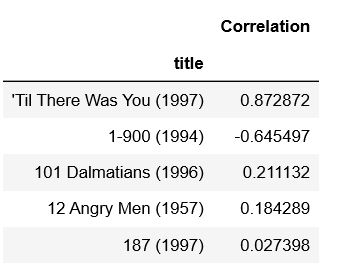 Correlation
title
'Til There Was You (1997) 0.872872
1-900 (1994) -0.645497
101 Dalmatians (1996) 0.211132
12 Angry Men (1957) 0.184289
187 (1997) 0.027398